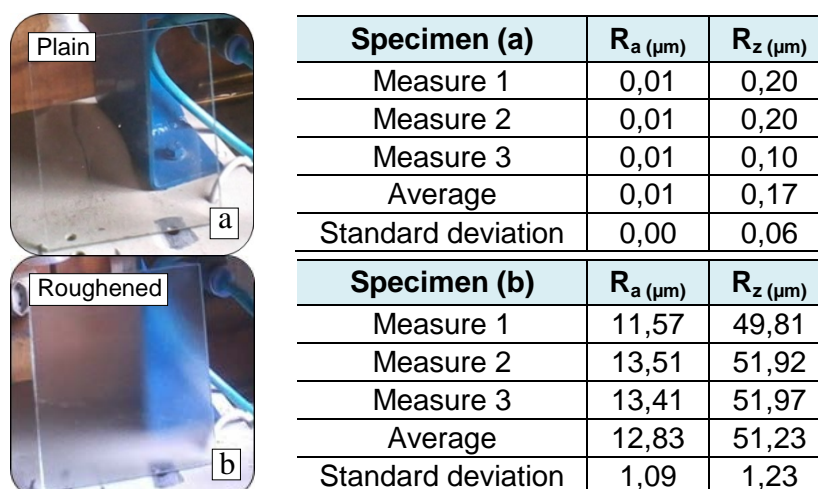 Plain
a
Specimen (a) Ra (µm) Rz (µm)
Measure 1 0,01 0,20
Measure 2 0,01 0,20
Measure 3 0,01 0,10
Average 0,01 0,17
Standard deviation 0,00 0,06
Roughened
b
Specimen (b) Ra (µm) Rz (µm)
Measure 1 11,57 49,81
Measure 2 13,51 51,92
Measure 3 13,41 51,97
Average 12,83 51,23
Standard deviation 1,09 1,23